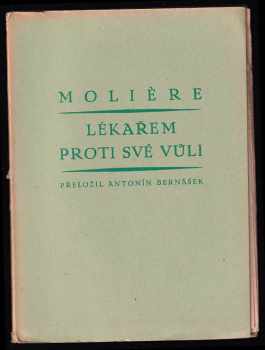 MOLIÈRE
LÉKAŘEM
PROTI SVÉ VŮLI
PŘELOŽIL ANTONÍN BERNÁŠEK